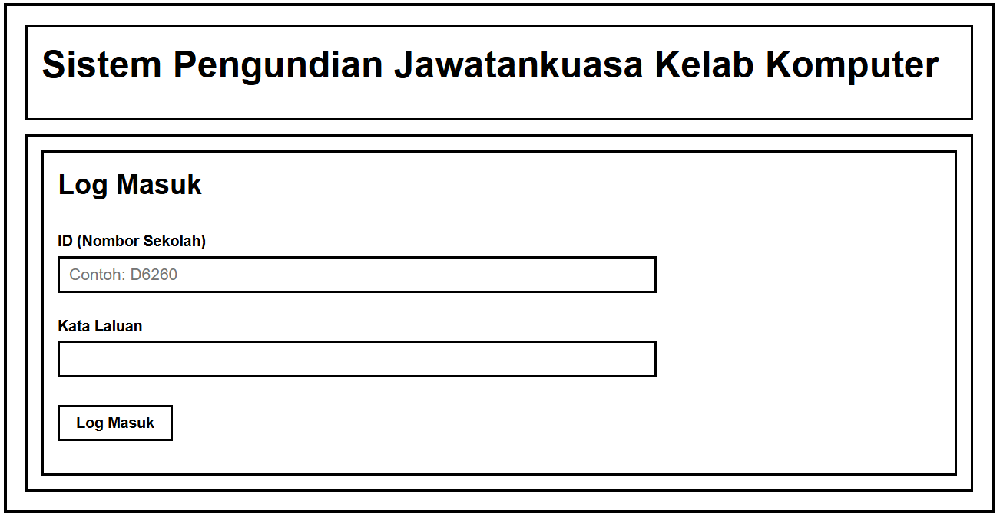 Sistem Pengundian Jawatankuasa Kelab Komputer
Log Masuk
ID (Nombor Sekolah)
Contoh: D6260
Kata Laluan
Log Masuk